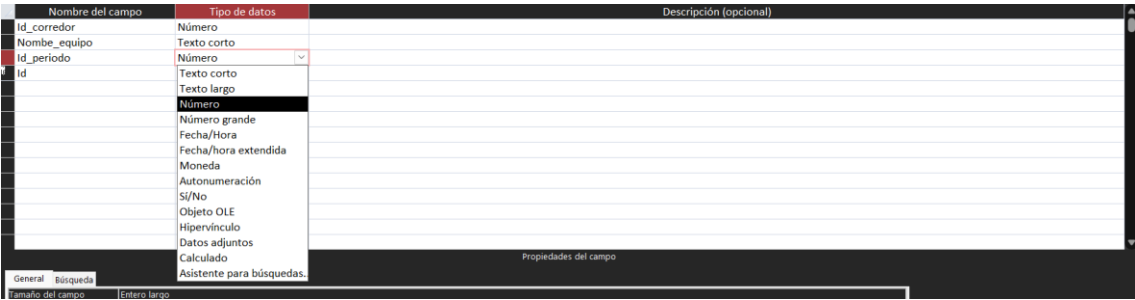 Nombre del campo Tipo de datos Descripción (opcional)
Id_corredor Número
Nombe_equipo Texto corto
Id_periodo Número
Id Texto corto
Texto largo
Número
Número grande
Fecha/Hora
Fecha/hora extendida
Moneda
Autonumeración
Sí/No
Objeto OLE
Hipervínculo
Datos adjuntos
Calculado
Propiedades del campo
Asistente para búsquedas..
General Búsqueda
Tamaño del campo Entero largo